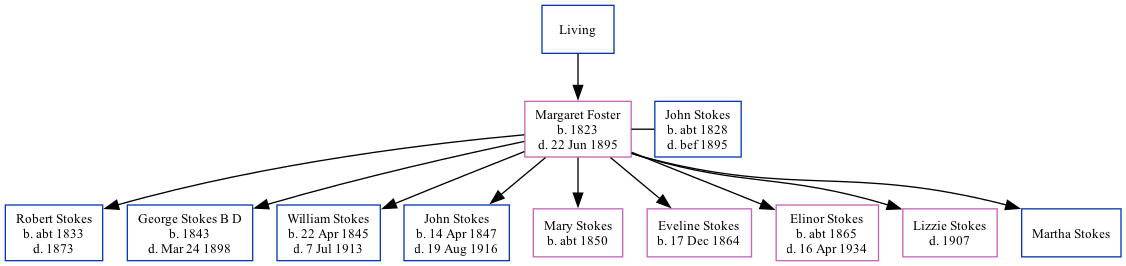 Living
Margaret Foster
b. 1823
d. 22 Jun 1895
John Stokes
b. abt 1828
d. bef 1895
Robert Stokes
b. abt 1833
d. 1873
George Stokes B D
b. 1843
d. Mar 24 1898
William Stokes
b. 22 Apr 1845
d. 7 Jul 1913
John Stokes
b. 14 Apr 1847
d. 19 Aug 1916
Mary Stokes
b. abt 1850
Eveline Stokes
b. 17 Dec 1864
Elinor Stokes
b. abt 1865
d. 16 Apr 1934
Lizzie Stokes
d. 1907
Martha Stokes